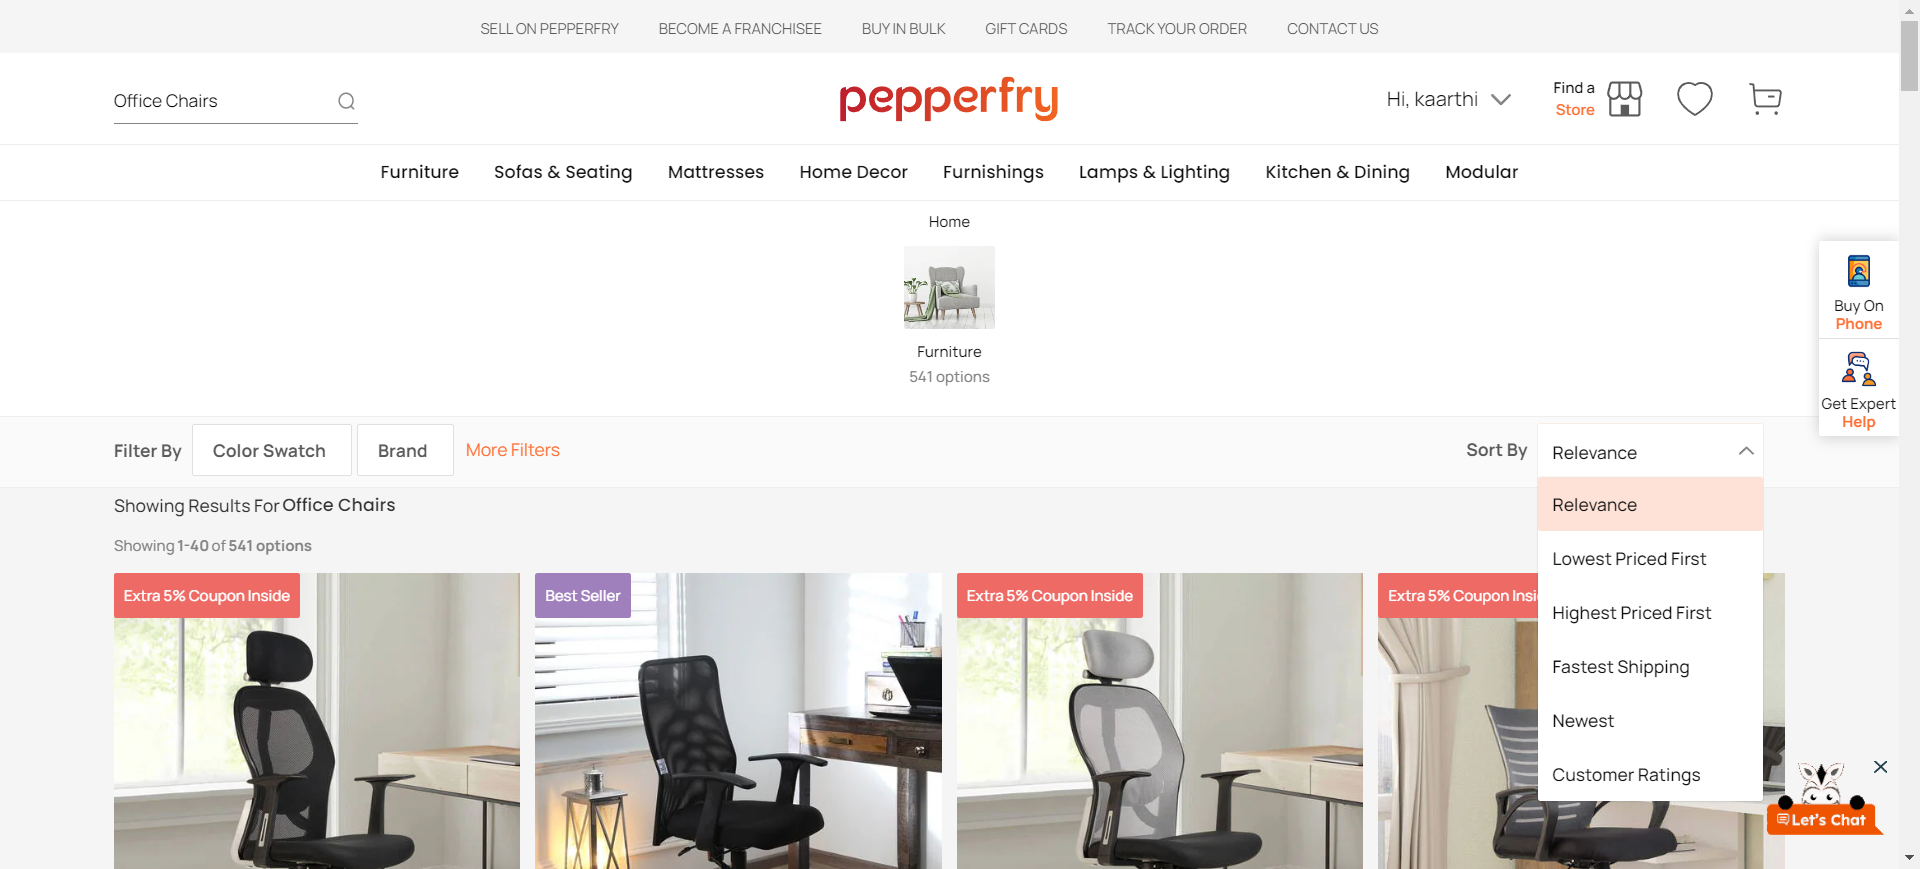 SELL ON PEPPERFRY BECOME A FRANCHISEE BUY IN BULK GIFT CARDS TRACK YOUR ORDER CONTACT US
Office Chairs
pepperfry
Hi, kaarthi
Find a
Store
Furniture Sofas & Seating Mattresses Home Decor Furnishings Lamps & Lighting Kitchen & Dining Modular
Home
Furniture
541 options
Buy On
Phone
Get Expert
Help
Filter By Color Swatch Brand More Filters
Sort By Relevance
Relevance
Lowest Priced First
Highest Priced First
Fastest Shipping
Newest
Customer Ratings
Showing Results For Office Chairs
Showing 1-40 of 541 options
Extra 5% Coupon Inside
Best Seller
Extra 5% Coupon Inside
Extra 5% Coupon
Let's Chat